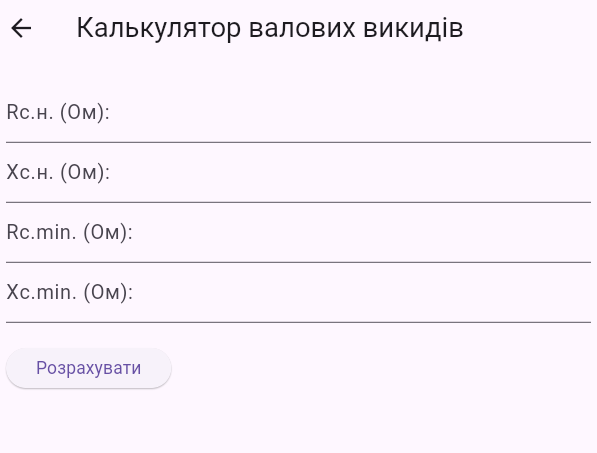 Калькулятор валових викидів
Rс.н. (Ом):
Xс.н. (Ом):
Rс.min. (Ом):
Xс.min. (Ом):
Розрахувати